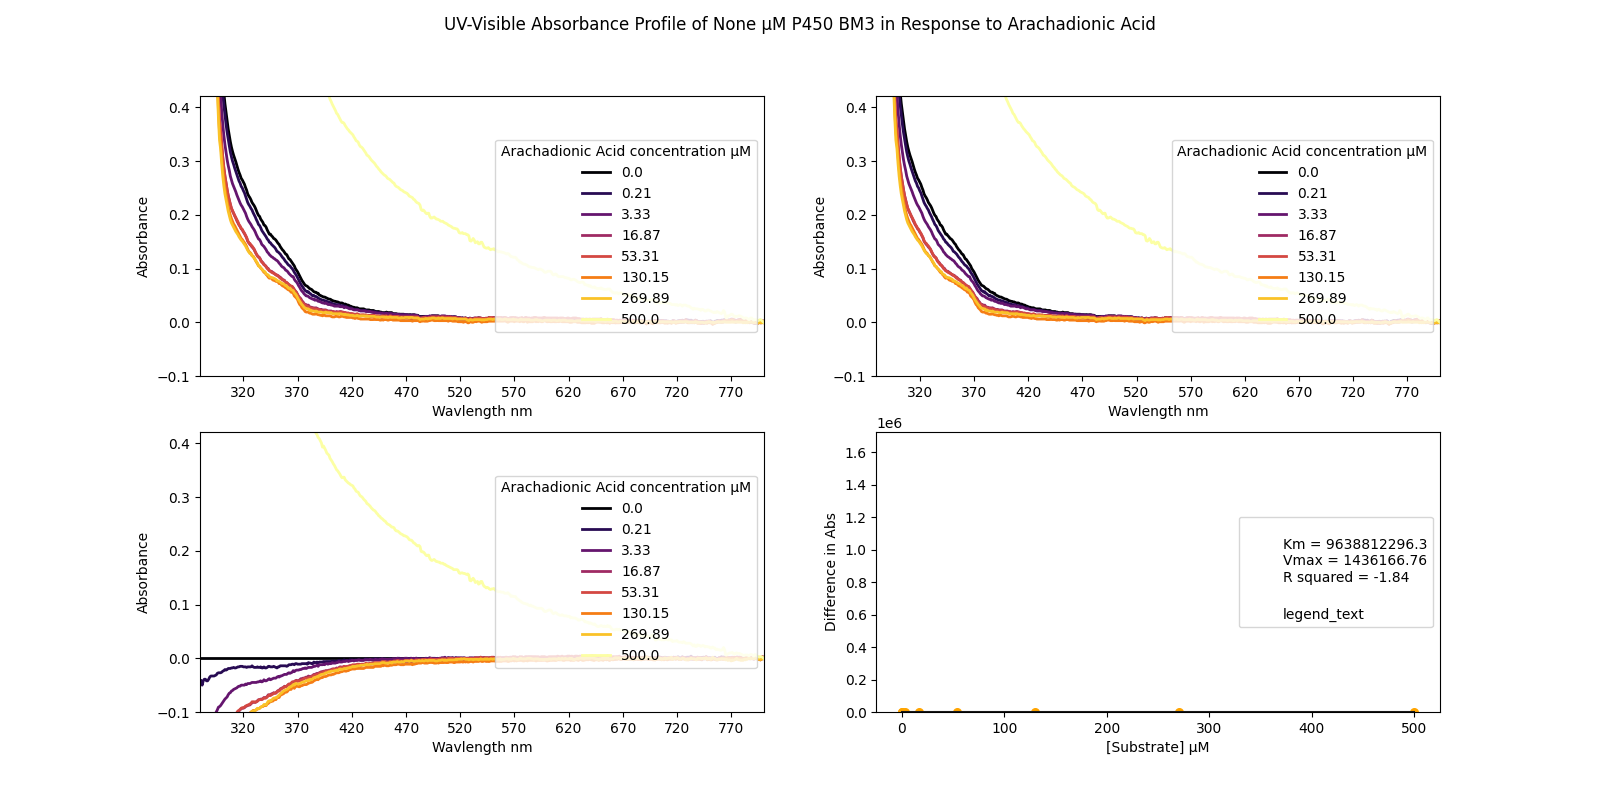 UV-Visible Absorbance Profile of None μM P450 BM3 in Response to Arachadionic Acid
0.4
0.3
0.2
0.1
0.0
−0.1
Absorbance
320 370 420 470 520 570 620 670 720 770
Wavlength nm
Arachadionic Acid concentration μM
0.0
0.21
3.33
16.87
53.31
130.15
269.89
500.0
0.4
0.3
0.2
0.1
0.0
−0.1
Absorbance
320 370 420 470 520 570 620 670 720 770
Wavlength nm
Arachadionic Acid concentration μM
0.0
0.21
3.33
16.87
53.31
130.15
269.89
500.0
0.4
0.3
0.2
0.1
0.0
−0.1
Absorbance
320 370 420 470 520 570 620 670 720 770
Wavlength nm
Arachadionic Acid concentration μM
0.0
0.21
3.33
16.87
53.31
130.15
269.89
500.0
1e6
1.6
1.4
1.2
1.0
0.8
0.6
0.4
0.2
0.0
Difference in Abs
0 100 200 300 400 500
[Substrate] μM
Km = 9638812296.3
Vmax = 1436166.76
R squared = -1.84
legend_text